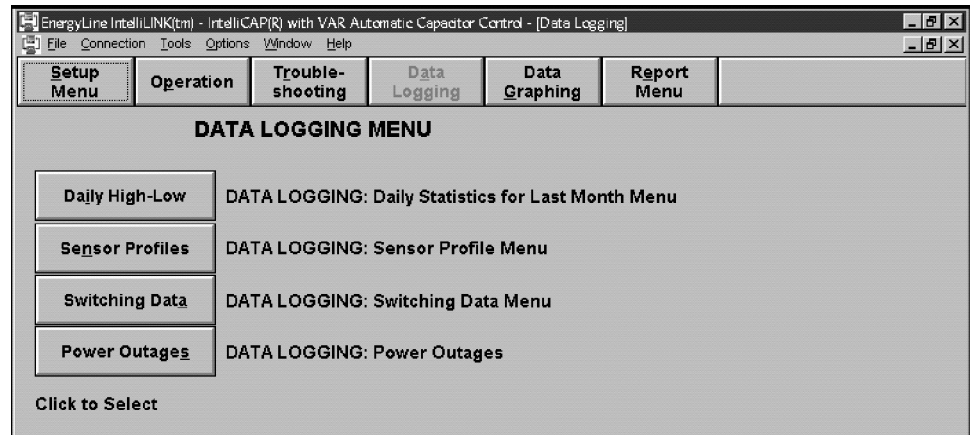 EnergyLine IntelliLINK(tm) - IntelliCAP(R) with VAR Automatic Capacitor Control - [Data Logging]
File Connection Tools Options Window Help
Setup Menu Operation Trouble-shooting Data Logging Data Graphing Report Menu
DATA LOGGING MENU
Daily High-Low DATA LOGGING: Daily Statistics for Last Month Menu
Sensor Profiles DATA LOGGING: Sensor Profile Menu
Switching Data DATA LOGGING: Switching Data Menu
Power Outages DATA LOGGING: Power Outages
Click to Select